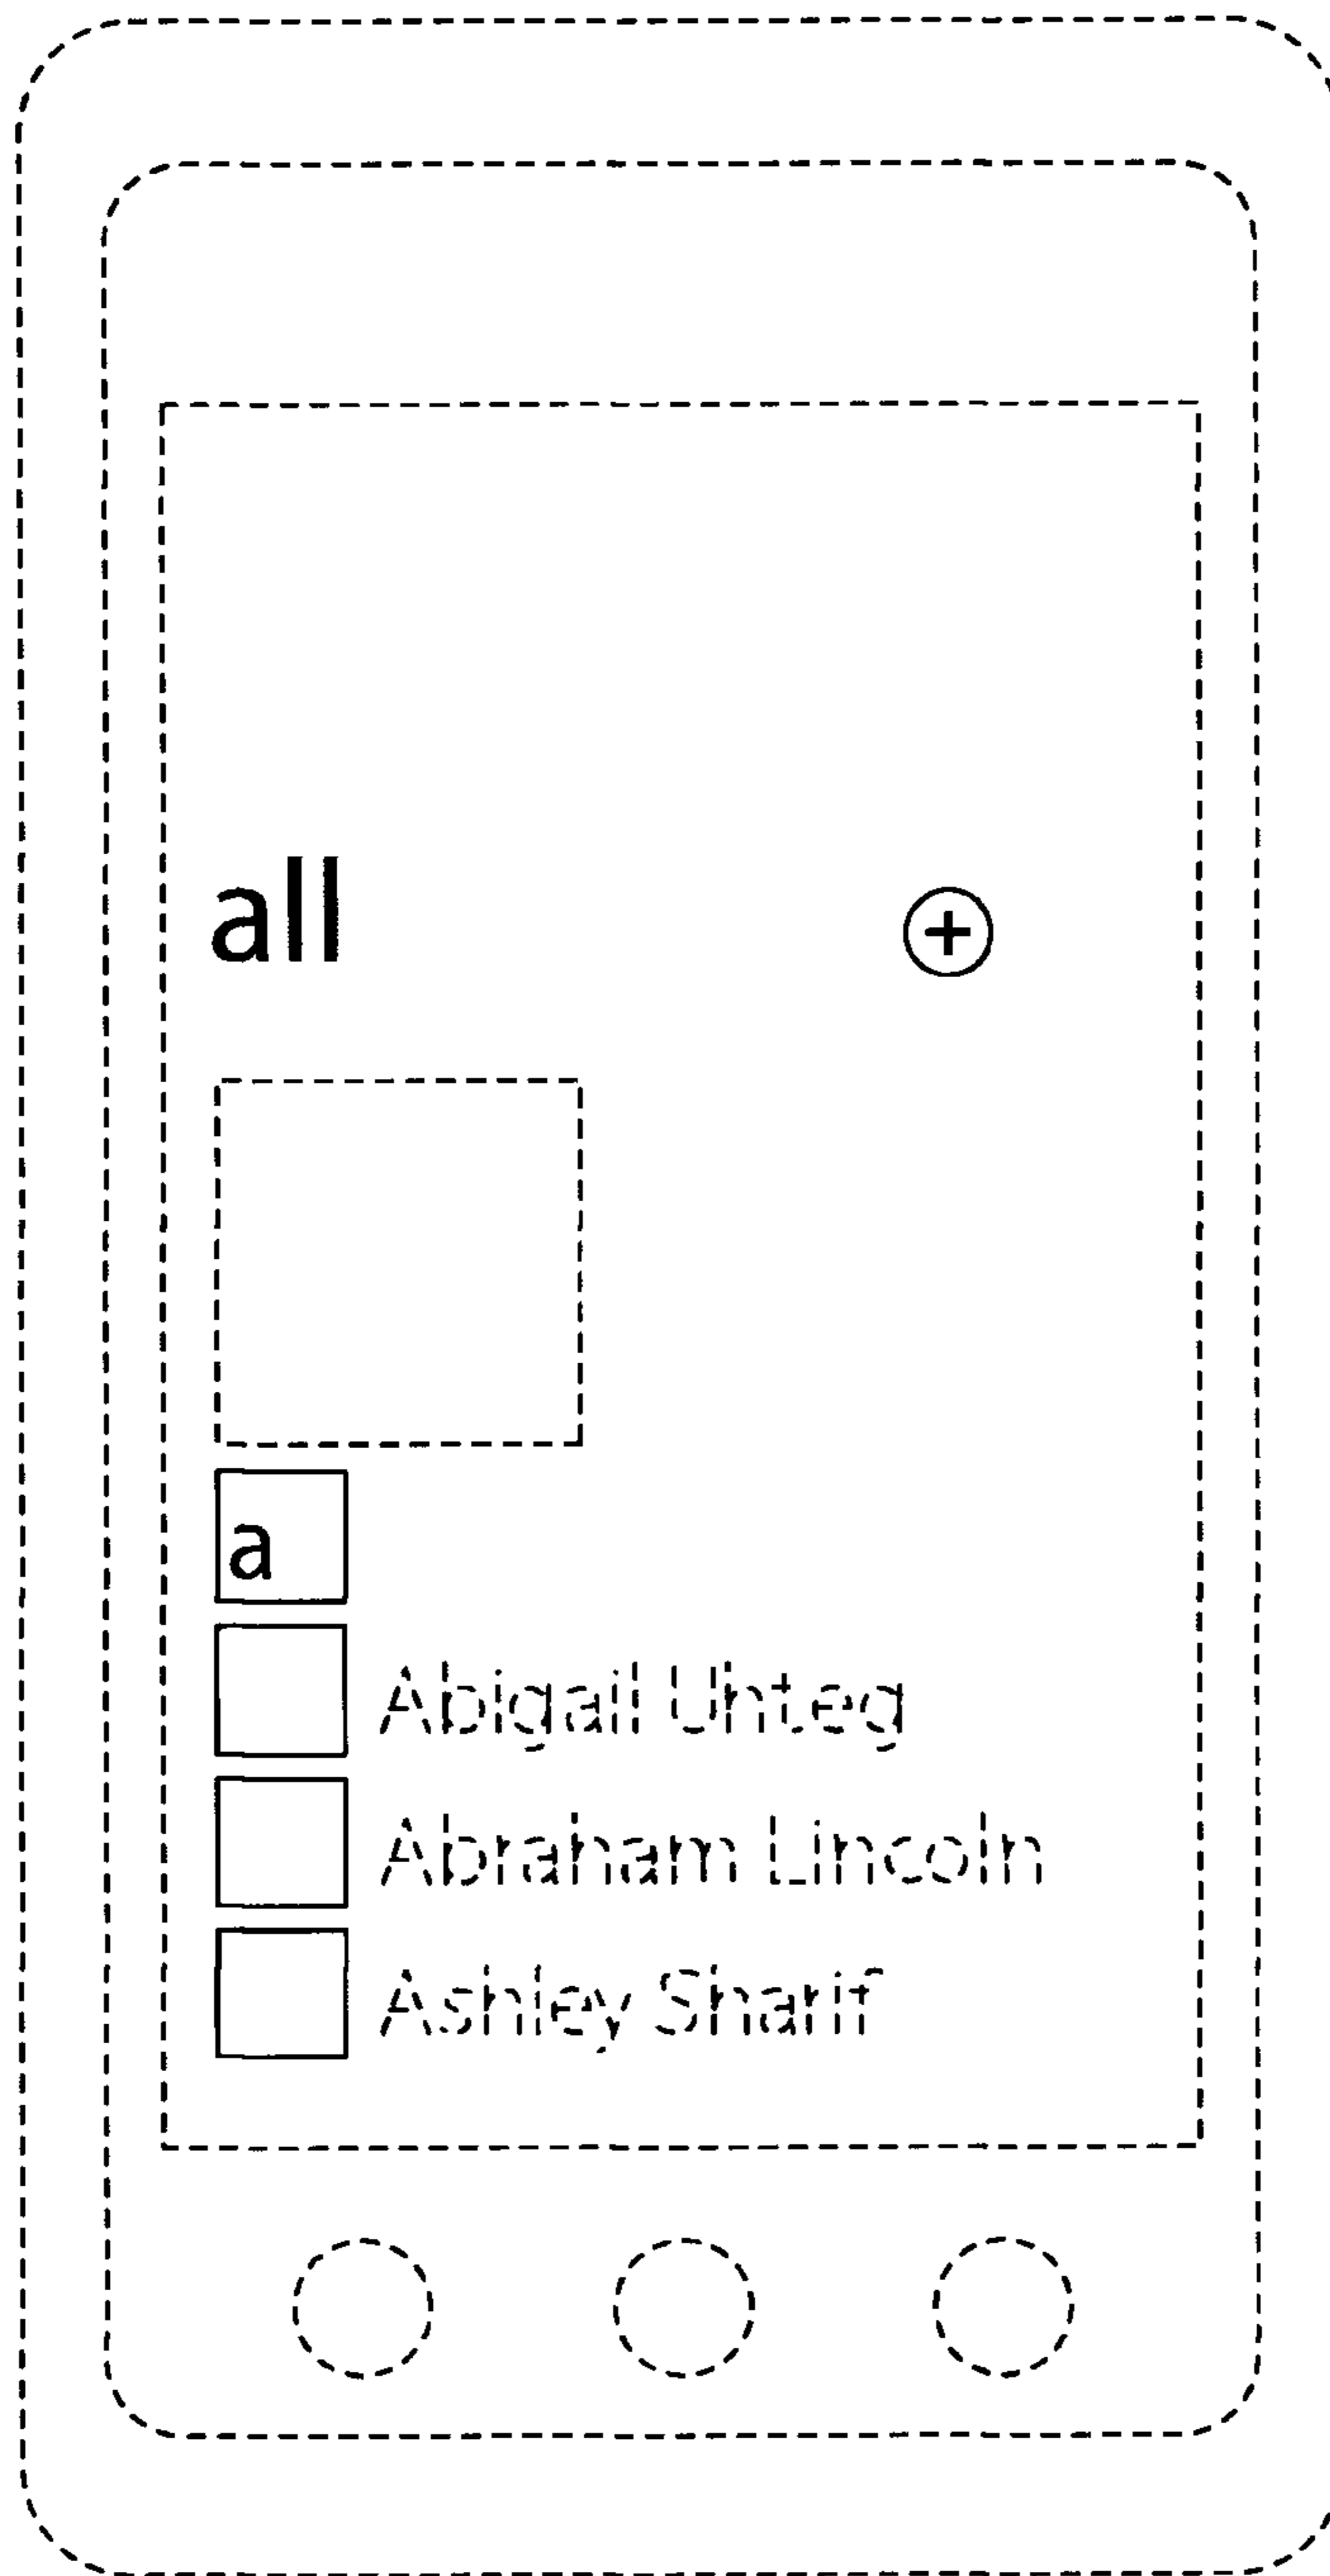 all
a
Abigail Unteg
Abraham Lincoln
Ashley Sharif